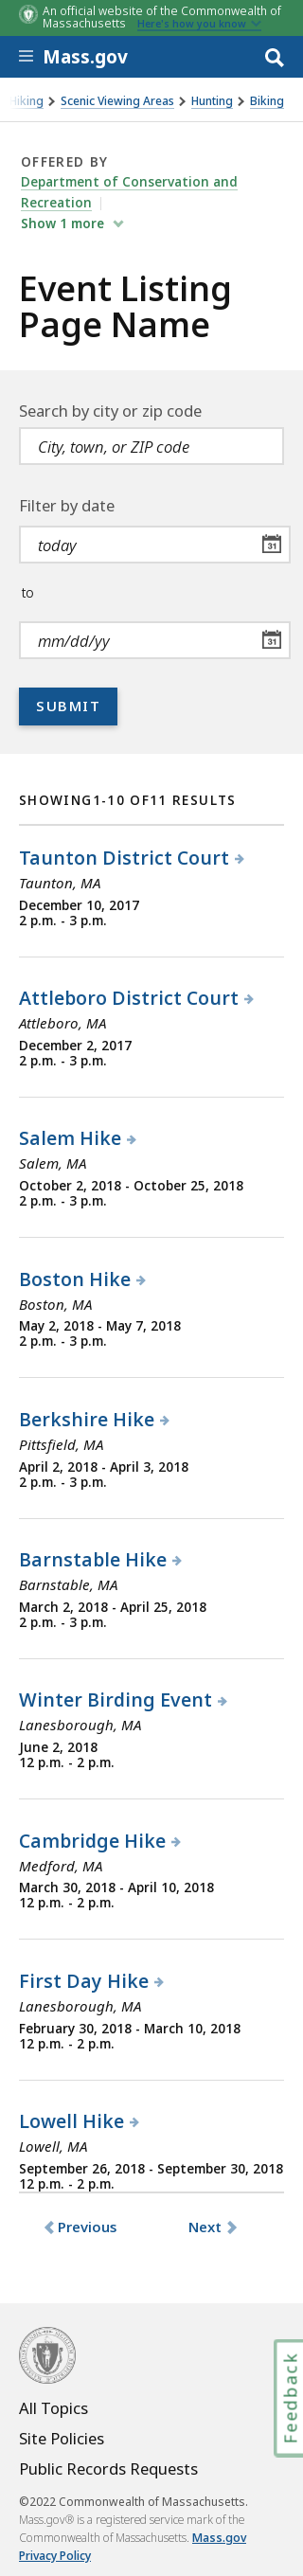 An official website of the Commonwealth of
Massachusetts Here's how you know
Mass.gov
Hiking Scenic Viewing Areas Hunting Biking
OFFERED BY
Department of Conservation and
Recreation
Show 1 more
Event Listing
Page Name
Search by city or zip code
City, town, or ZIP code
Filter by date
today
31
to
mm/dd/yy
31
SUBMIT
SHOWING1-10 OF11 RESULTS
Taunton District Court
Taunton, MA
December 10, 2017
2 p.m. - 3 p.m.
Attleboro District Court
Attleboro, MA
December 2, 2017
2 p.m. - 3 p.m.
Salem Hike
Salem, MA
October 2, 2018 - October 25, 2018
2 p.m. - 3 p.m.
Boston Hike
Boston, MA
May 2, 2018 - May 7, 2018
2 p.m. - 3 p.m.
Berkshire Hike
Pittsfield, MA
April 2, 2018 - April 3, 2018
2 p.m. - 3 p.m.
Barnstable Hike
Barnstable, MA
March 2, 2018 - April 25, 2018
2 p.m. - 3 p.m.
Winter Birding Event
Lanesborough, MA
June 2, 2018
12 p.m. - 2 p.m.
Cambridge Hike
Medford, MA
March 30, 2018 - April 10, 2018
12 p.m. - 2 p.m.
First Day Hike
Lanesborough, MA
February 30, 2018 - March 10, 2018
12 p.m. - 2 p.m.
Lowell Hike
Lowell, MA
September 26, 2018 - September 30, 2018
12 p.m. - 2 p.m.
Previous Next
Feedback
All Topics
Site Policies
Public Records Requests
©2022 Commonwealth of Massachusetts.
Mass.gov® is a registered service mark of the
Commonwealth of Massachusetts. Mass.gov
Privacy Policy